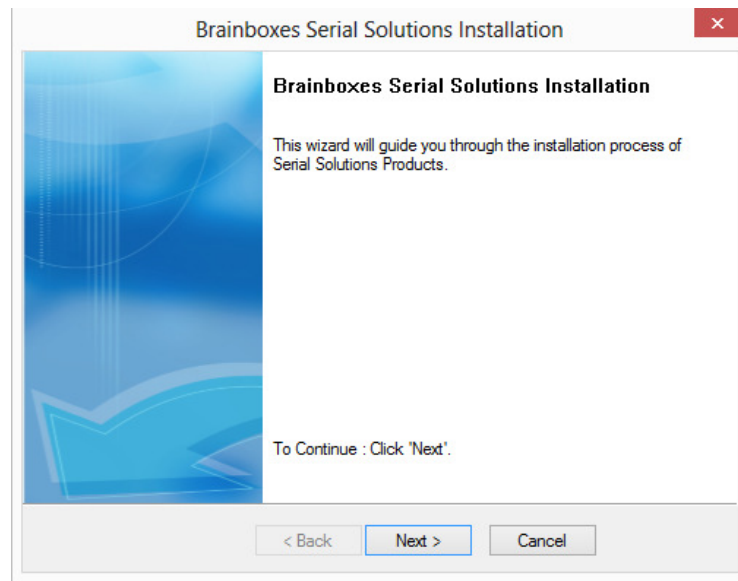 Brainboxes Serial Solutions Installation
Brainboxes Serial Solutions Installation
This wizard will guide you through the installation process of
Serial Solutions Products.
To Continue : Click 'Next'.
< Back Next > Cancel